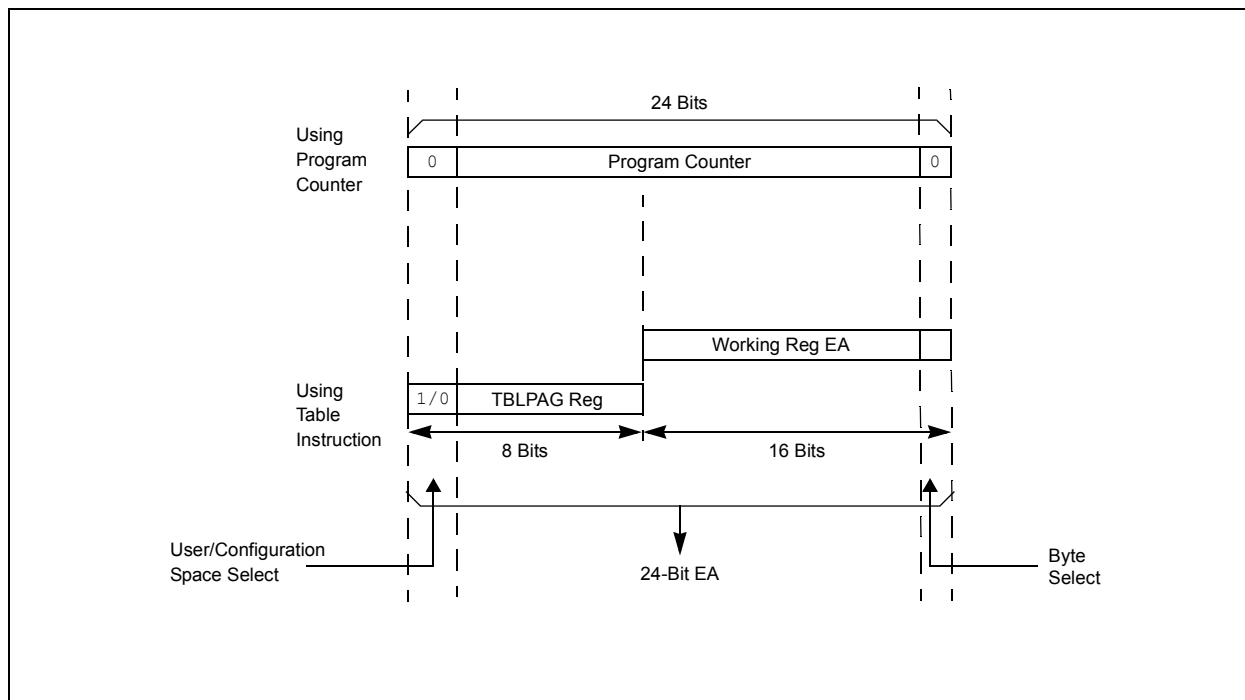 24 Bits
Using
Program
Counter
0
Program Counter
0
Working Reg EA
Using
Table
Instruction
1/0
TBLPAG Reg
8 Bits
16 Bits
User/Configuration
Space Select
24-Bit EA
Byte
Select